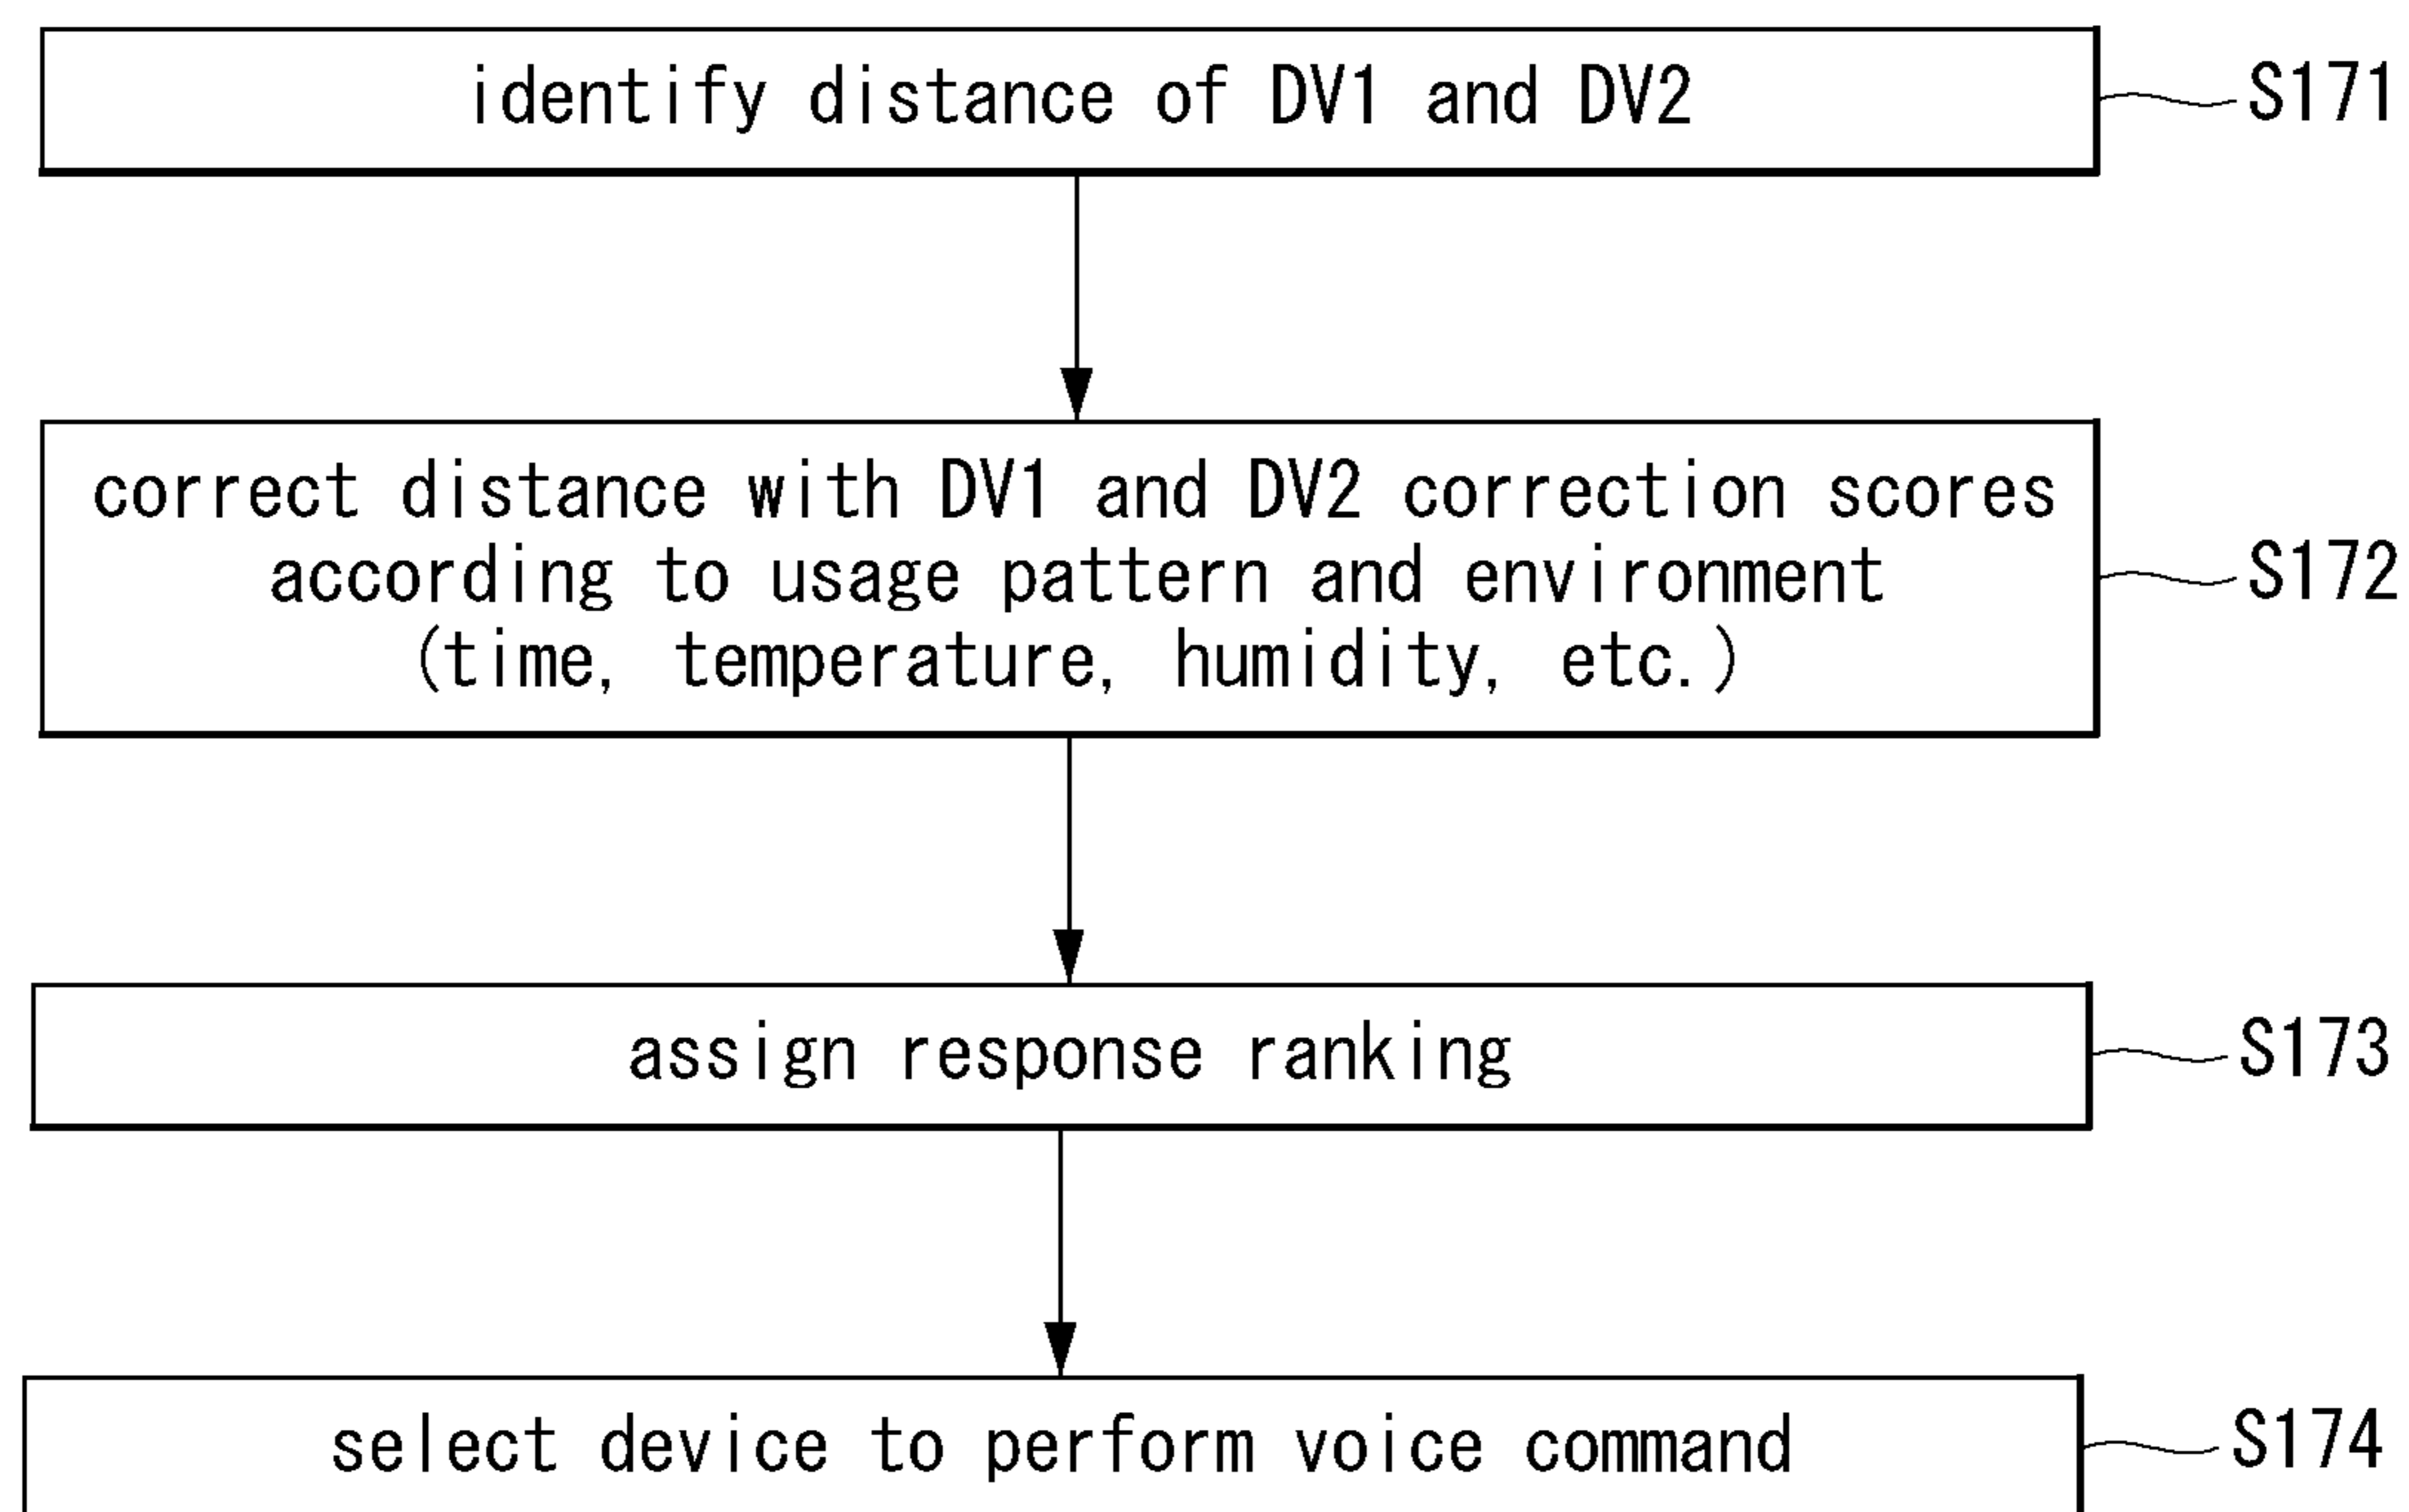 identify distance of DV1 and DV2
S171
correct distance with DV1 and DV2 correction scores
according to usage pattern and environment
(time, temperature, humidity, etc.)
S172
assign response ranking
S173
select device to perform voice command
S174